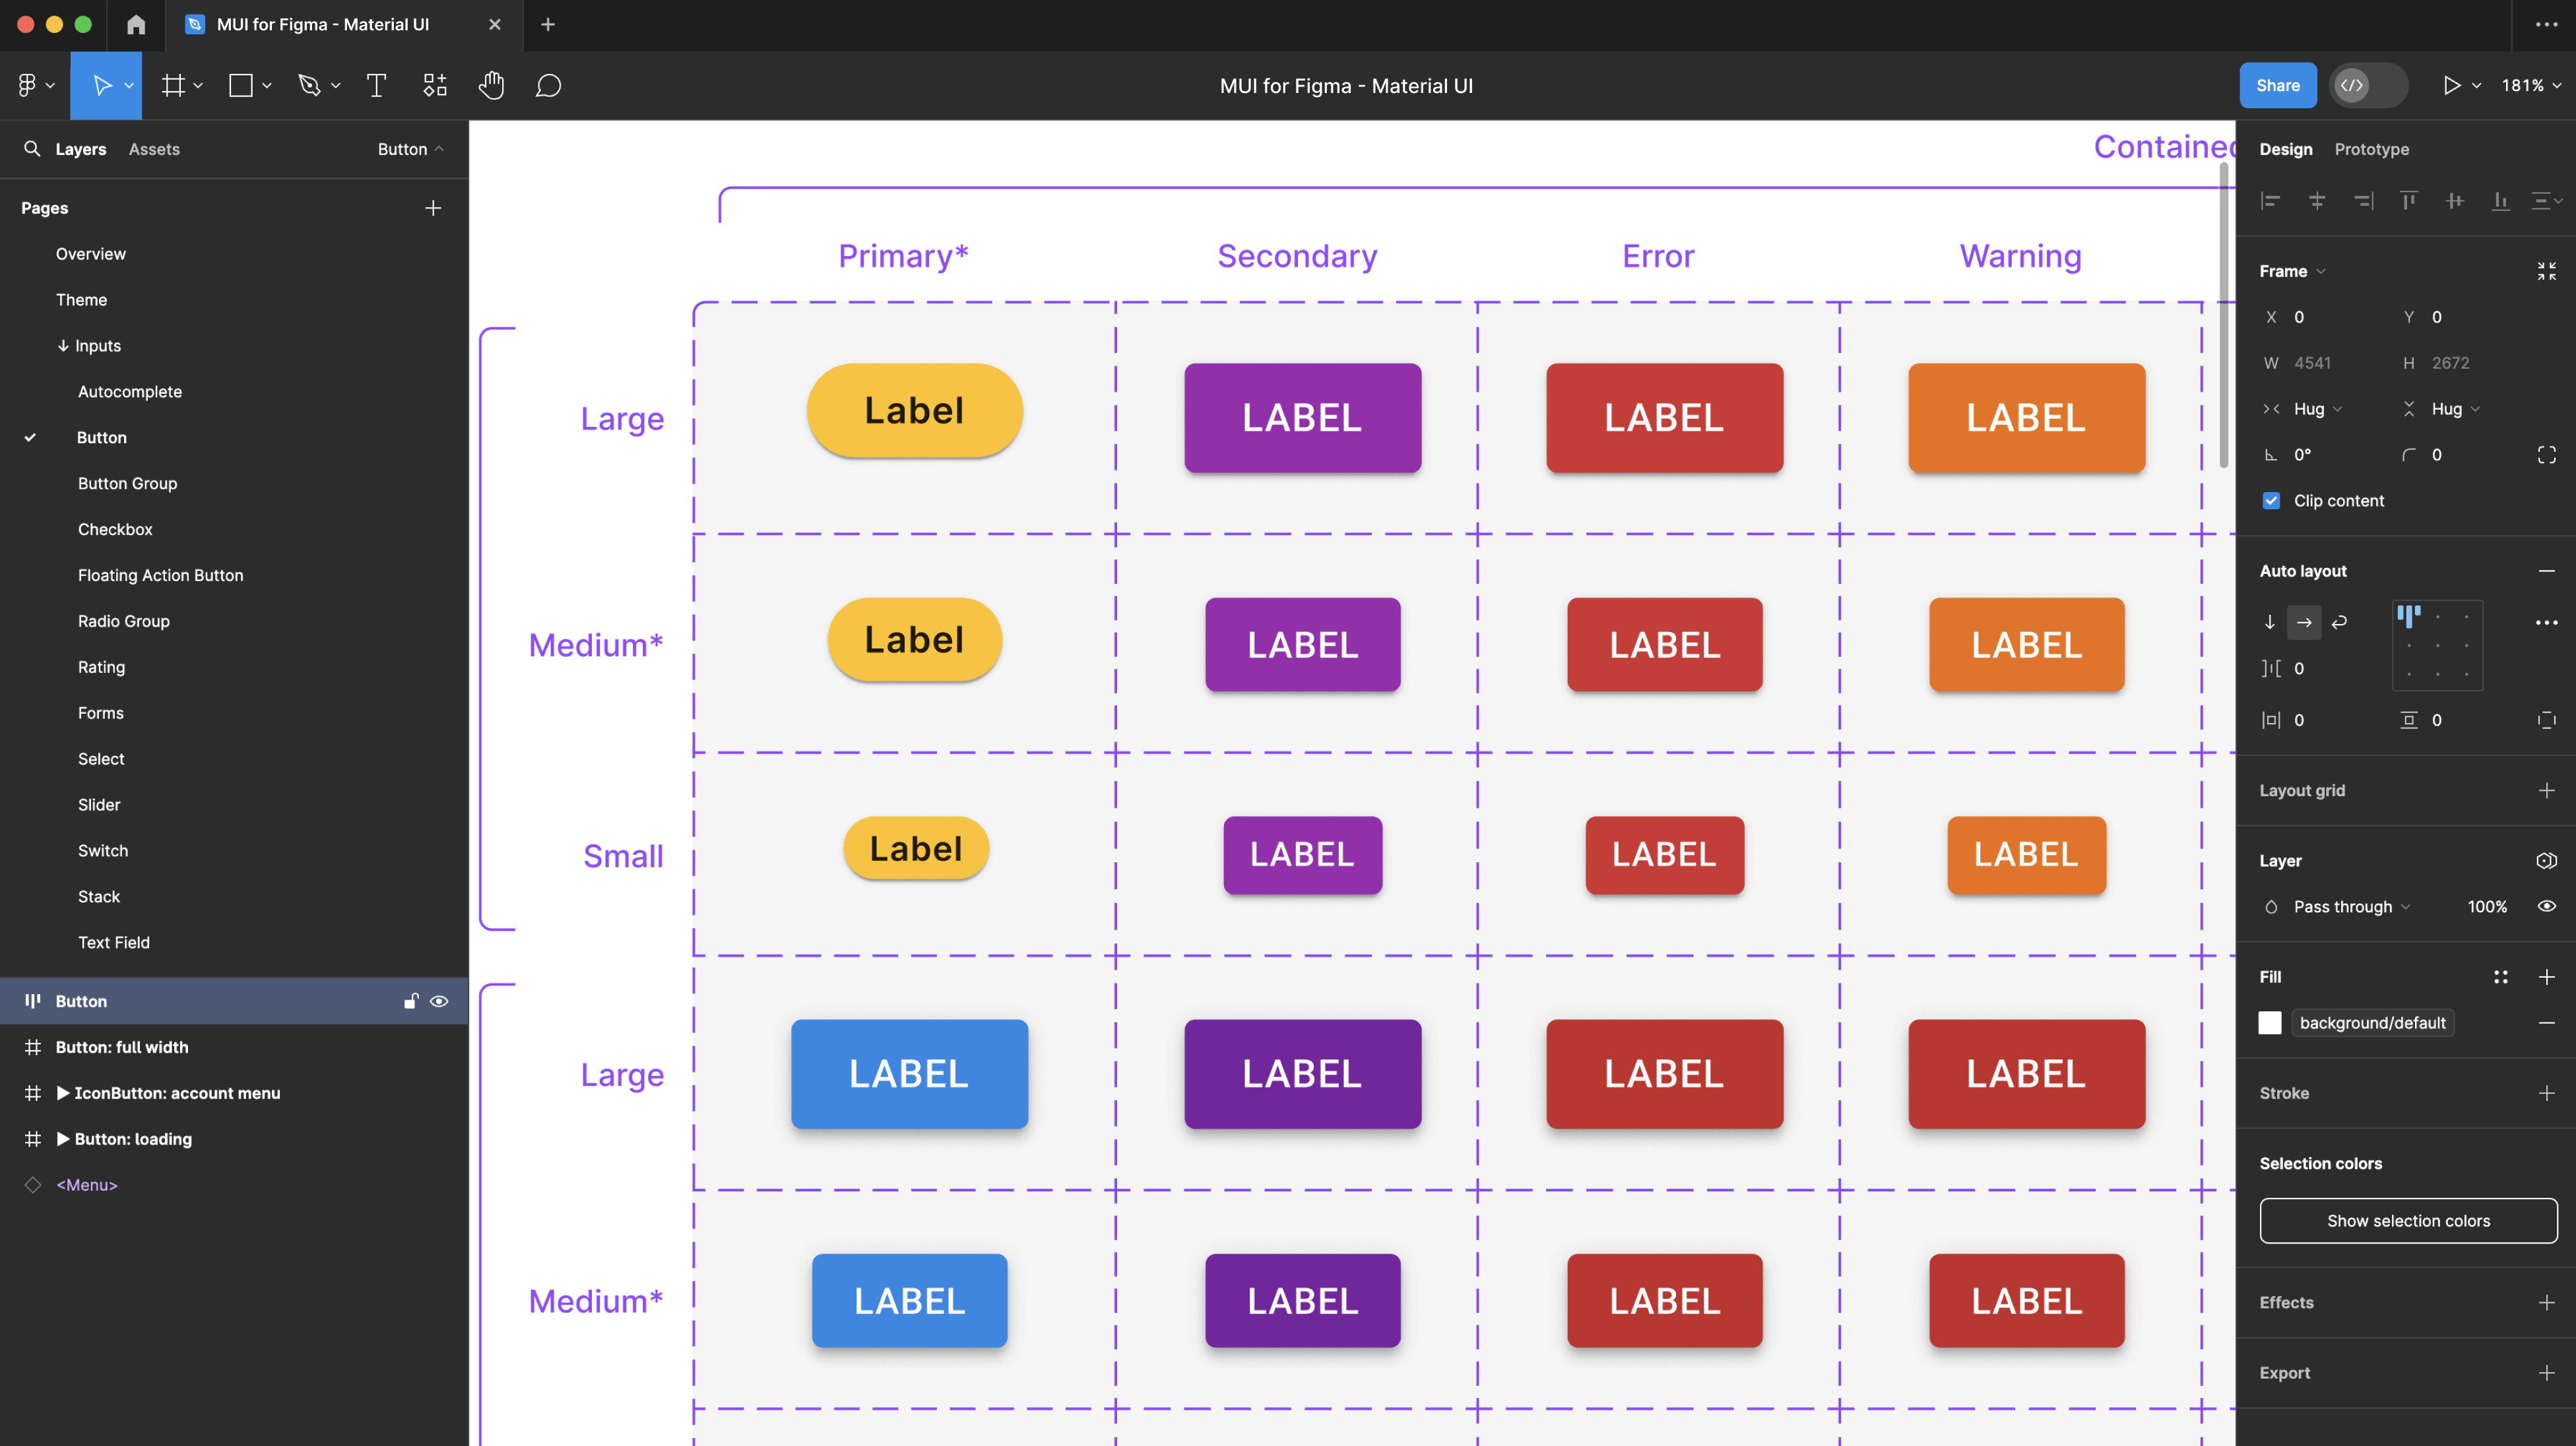 MUI for Figma - Material UI
MUI for Figma - Material UI
Share
181%
Layers Assets Button
Pages
Overview
Theme
↓ Inputs
Autocomplete
Button
Button Group
Checkbox
Floating Action Button
Radio Group
Rating
Forms
Select
Slider
Switch
Stack
Text Field
Button
Button: full width
▶ IconButton: account menu
▶ Button: loading
<Menu>
Contained
Primary* Secondary Error Warning
Large Label LABEL LABEL LABEL
Medium* Label LABEL LABEL LABEL
Small Label LABEL LABEL LABEL
Large LABEL LABEL LABEL LABEL
Medium* LABEL LABEL LABEL LABEL
Design Prototype
Frame
X 0 Y 0
W 4541 H 2672
Hug Hug
0° 0
Clip content
Auto layout
0
0 0
Layout grid
Layer
Pass through 100%
Fill
background/default
Stroke
Selection colors
Show selection colors
Effects
Export